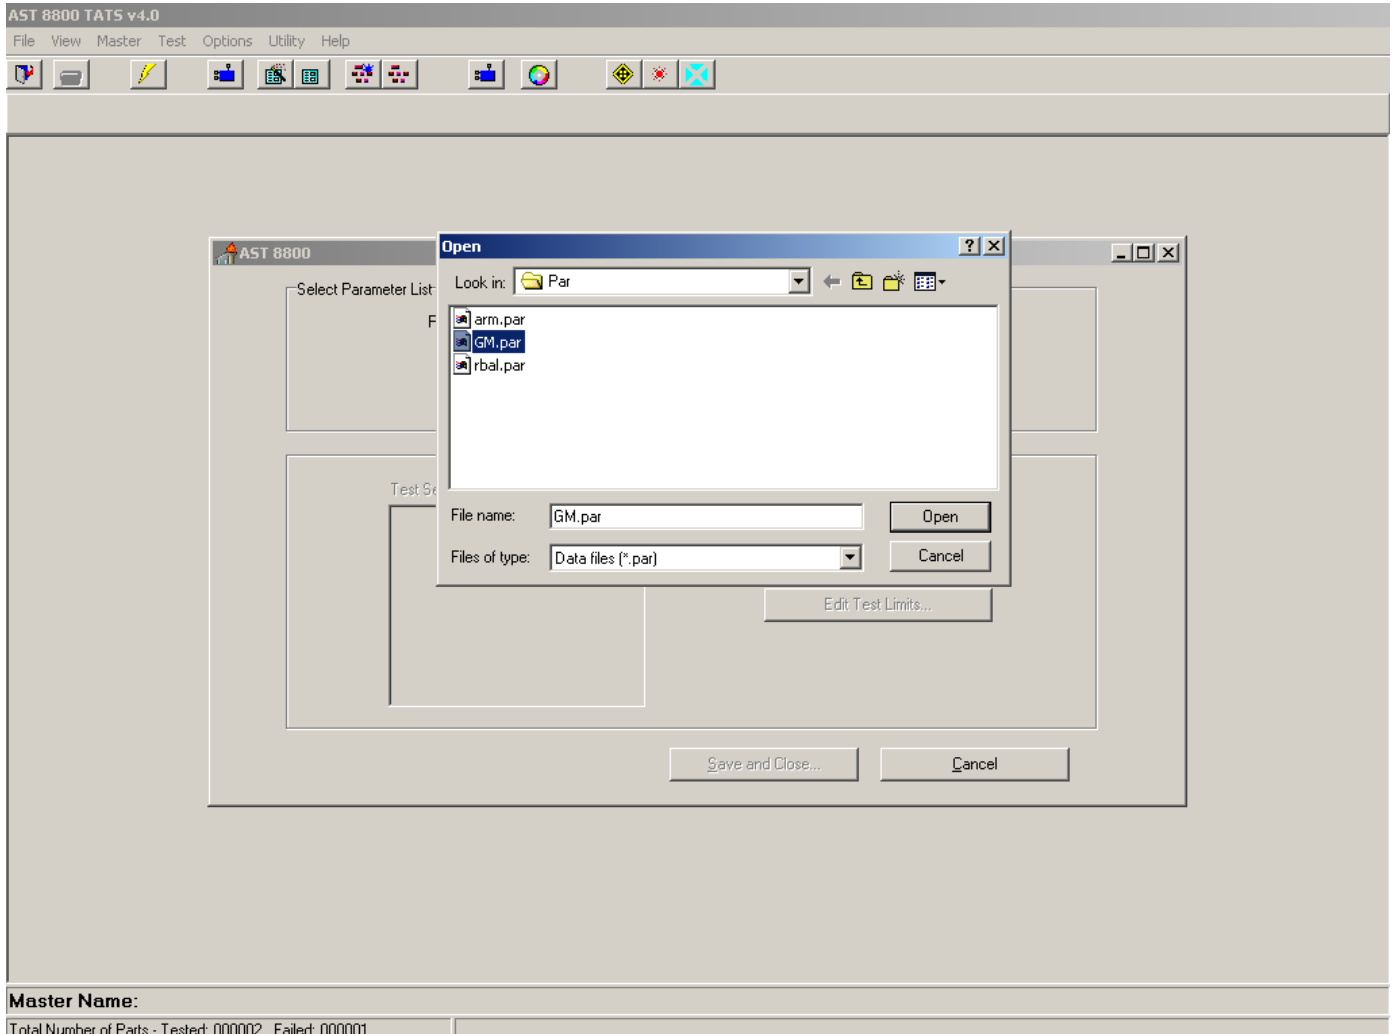 AST 8800 TATS v4.0
File View Master Test Options Utility Help
AST 8800
Open
Look in: Par
Select Parameter List
F
arm.par
GM.par
rbal.par
Test Se
File name: GM.par Open
Files of type: Data files (*.par) Cancel
Edit Test Limits...
Save and Close... Cancel
Master Name:
Total Number of Parts - Tested: 000002 Failed: 000001